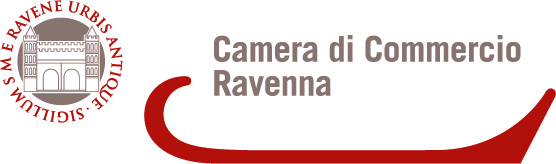 SIGILLUM S M E RAVENE URBIS ANTIQUE ·
Camera di Commercio
Ravenna